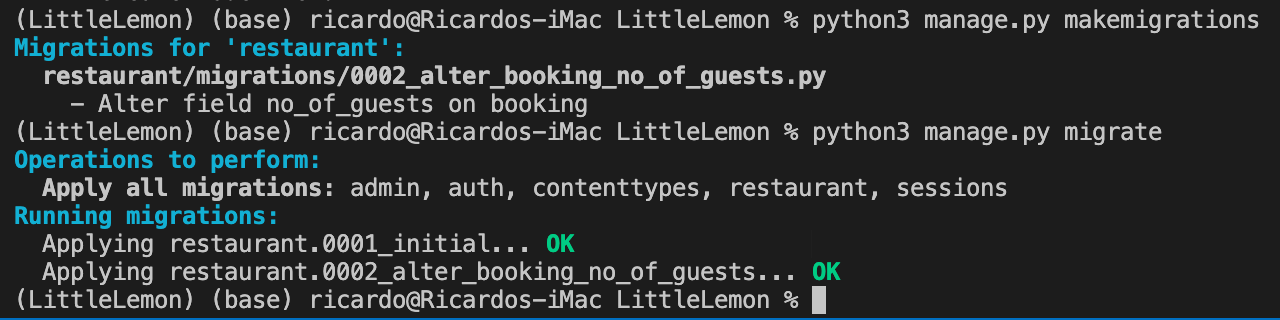 (LittleLemon) (base) ricardo@Ricardos-iMac LittleLemon % python3 manage.py makemigrations
Migrations for 'restaurant':
  restaurant/migrations/0002_alter_booking_no_of_guests.py
    - Alter field no_of_guests on booking
(LittleLemon) (base) ricardo@Ricardos-iMac LittleLemon % python3 manage.py migrate
Operations to perform:
  Apply all migrations: admin, auth, contenttypes, restaurant, sessions
Running migrations:
  Applying restaurant.0001_initial... OK
  Applying restaurant.0002_alter_booking_no_of_guests... OK
(LittleLemon) (base) ricardo@Ricardos-iMac LittleLemon %